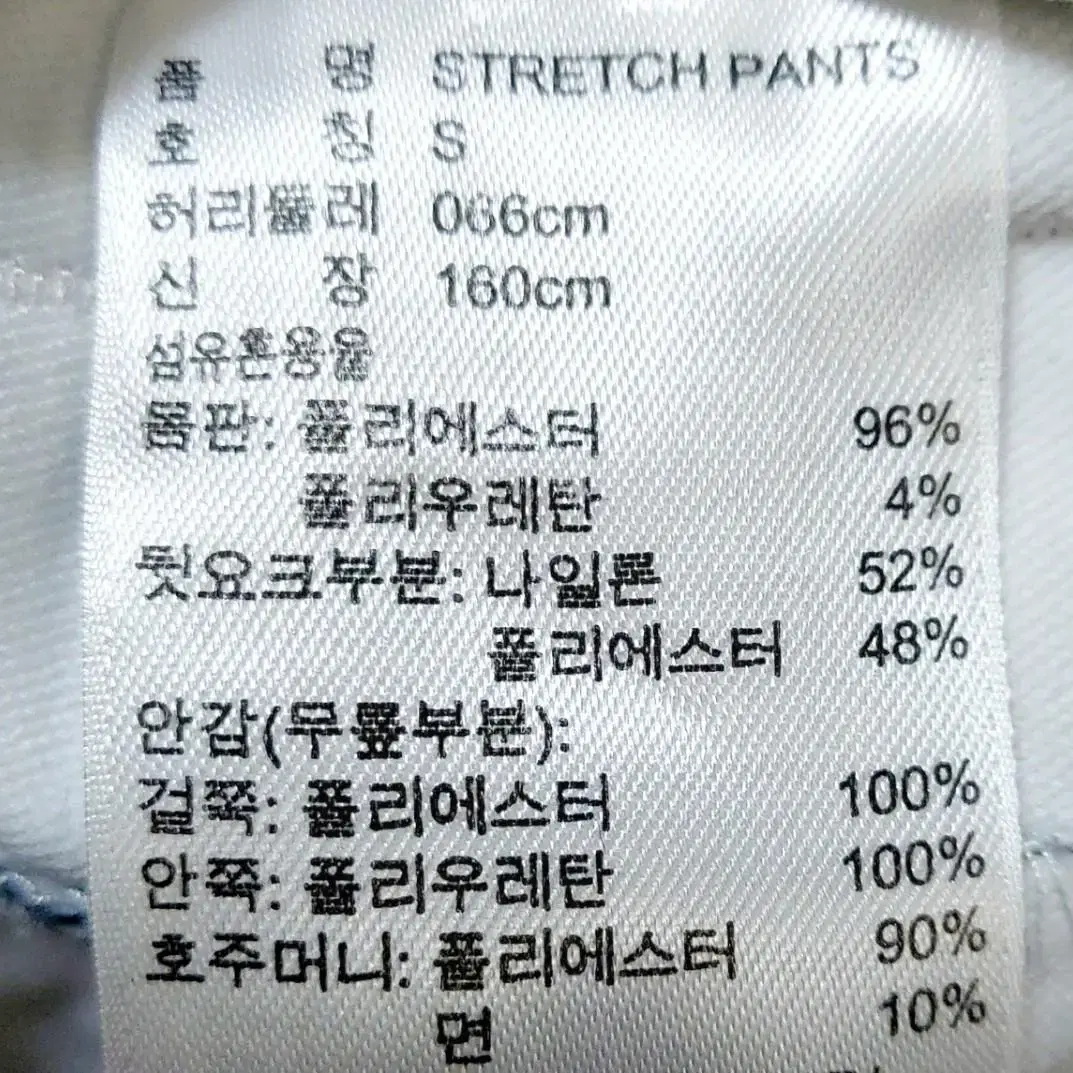 품 명 STRETCH PANTS
호 칭 S
허리둘레 066cm
신 장 160cm
섬유혼용율
몸판: 폴리에스터 96%
폴리우레탄 4%
뒷요크부분: 나일론 52%
폴리에스터 48%
안감(무릎부분):
겉쪽: 폴리에스터 100%
안쪽: 폴리우레탄 100%
호주머니: 폴리에스터 90%
면 10%